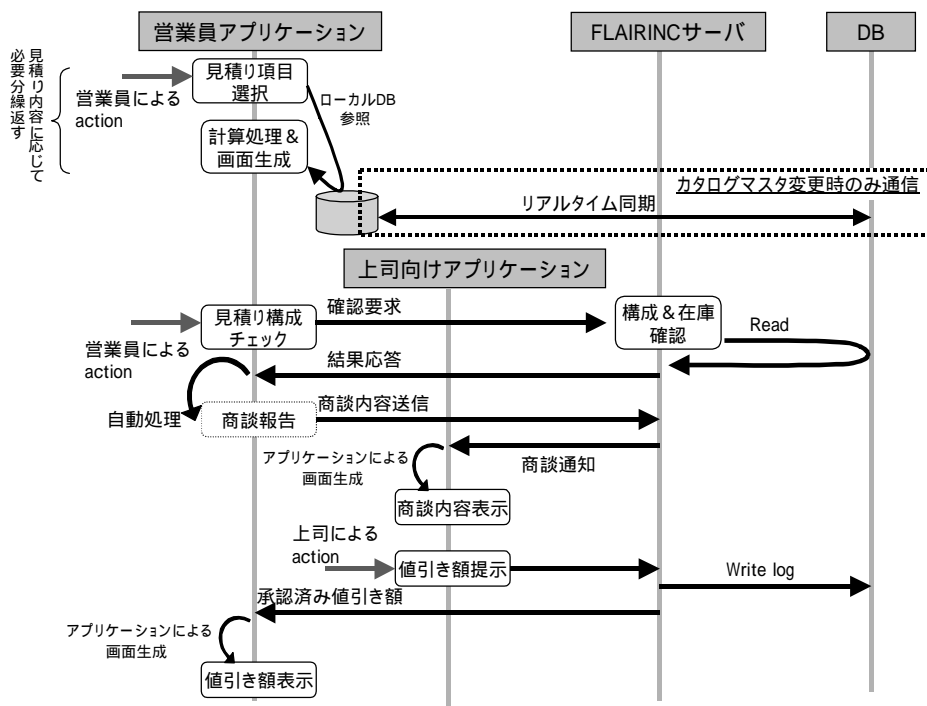 営業員アプリケーション
FLAIRINCサーバ
DB
見積り内容に応じて
必要分繰返す
営業員による
action
見積り項目
選択
ローカルDB
参照
計算処理&
画面生成
カタログマスタ変更時のみ通信
リアルタイム同期
上司向けアプリケーション
営業員による
action
見積り構成
チェック
確認要求
構成&在庫
確認
Read
結果応答
自動処理
商談報告
商談内容送信
商談通知
アプリケーションによる
画面生成
商談内容表示
上司による
action
値引き額提示
Write log
承認済み値引き額
アプリケーションによる
画面生成
値引き額表示